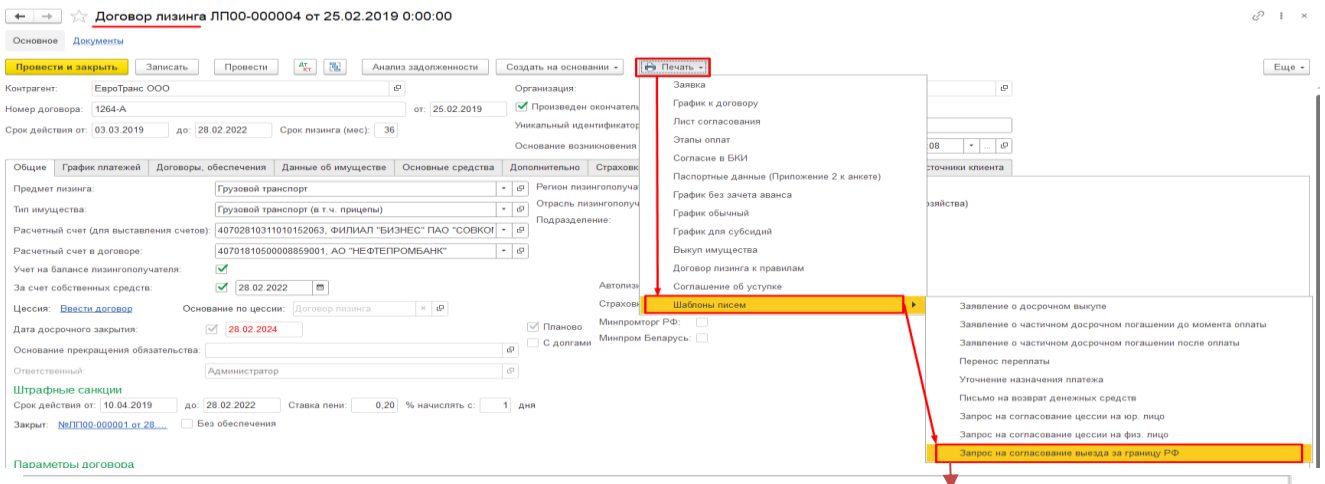 Договор лизинга ЛП00-000004 от 25.02.2019 0:00:00
Основное Документы
Провести и закрыть Записать Провести Дт Кт Анализ задолженности Создать на основании Печать Еще
Контрагент: ЕвроТранс ООО Организация:
Номер договора: 1264-А от: 25.02.2019 Произведен окончатель
Срок действия от: 03.03.2019 до: 28.02.2022 Срок лизинга (мес): 36 Уникальный идентификатор
Основание возникновения 08 ...
Общие График платежей Договоры, обеспечения Данные об имуществе Основные средства Дополнительно Страховк сточники клиента
Предмет лизинга: Грузовой транспорт Регион лизингополуча
Тип имущества: Грузовой транспорт (в т.ч. прицепы) Отрасль лизингополуч озяйства)
Расчетный счет (для выставления счетов): 40702810311010152063, ФИЛИАЛ "БИЗНЕС" ПАО "СОВКОМ Подразделение:
Расчетный счет в договоре: 40701810500008859001, АО "НЕФТЕПРОМБАНК"
Учет на балансе лизингополучателя:
За счет собственных средств: 28.02.2022 Автолизи
Цессия: Ввести договор Основание по цессии: Договор лизинга Страховк
Дата досрочного закрытия: 28.02.2024 Планово Минпромторг РФ:
С долгами Минпром Беларусь:
Основание прекращения обязательства:
Ответственный: Администратор
Штрафные санкции
Срок действия от: 10.04.2019 до: 28.02.2022 Ставка пени: 0,20 % начислять с: 1 дня
Закрыт: №ЛП00-000001 от 28..... Без обеспечения
Параметры договора
Заявка
График к договору
Лист согласования
Этапы оплат
Согласие в БКИ
Паспортные данные (Приложение 2 к анкете)
График без зачета аванса
График обычный
График для субсидий
Выкуп имущества
Договор лизинга к правилам
Соглашение об уступке
Шаблоны писем
Заявление о досрочном выкупе
Заявление о частичном досрочном погашении до момента оплаты
Заявление о частичном досрочном погашении после оплаты
Перенос переплаты
Уточнение назначения платежа
Письмо на возврат денежных средств
Запрос на согласование цессии на юр. лицо
Запрос на согласование цессии на физ. лицо
Запрос на согласование выезда за границу РФ